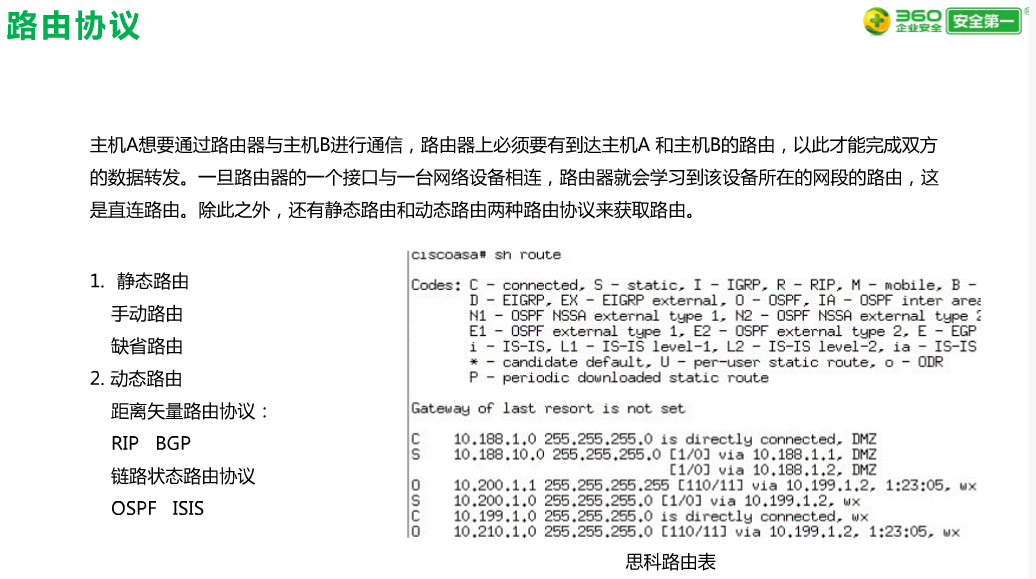 路由协议
360
企业安全
安全第一
主机A想要通过路由器与主机B进行通信，路由器上必须要有到达主机A 和主机B的路由，以此才能完成双方
的数据转发。一旦路由器的一个接口与一台网络设备相连，路由器就会学习到该设备所在的网段的路由，这
是直连路由。除此之外，还有静态路由和动态路由两种路由协议来获取路由。
1. 静态路由
手动路由
缺省路由
2. 动态路由
距离矢量路由协议：
RIP BGP
链路状态路由协议
OSPF ISIS
ciscoasa# sh route
Codes: C - connected, S - static, I - IGRP, R - RIP, M - mobile, B -
D - EIGRP, EX - EIGRP external, O - OSPF, IA - OSPF inter area
N1 - OSPF NSSA external type 1, N2 - OSPF NSSA external type 2
E1 - OSPF external type 1, E2 - OSPF external type 2, E - EGP
i - IS-IS, L1 - IS-IS level-1, L2 - IS-IS level-2, ia - IS-IS
* - candidate default, U - per-user static route, o - ODR
P - periodic downloaded static route
Gateway of last resort is not set
C 10.188.1.0 255.255.255.0 is directly connected, DMZ
S 10.188.10.0 255.255.255.0 [1/0] via 10.188.1.1, DMZ
[1/0] via 10.188.1.2, DMZ
O 10.200.1.1 255.255.255.255 [110/11] via 10.199.1.2, 1:23:05, wx
S 10.200.1.0 255.255.255.0 [1/0] via 10.199.1.2, wx
C 10.199.1.0 255.255.255.0 is directly connected, wx
O 10.210.1.0 255.255.255.0 [110/11] via 10.199.1.2, 1:23:05, wx
思科路由表